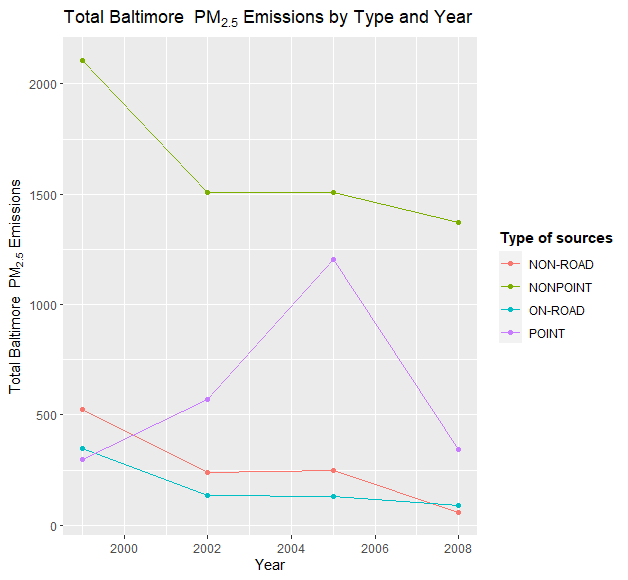 Total Baltimore  PM2.5 Emissions by Type and Year
Total Baltimore  PM2.5 Emissions
2000
1500
1000
500
0
2000 2002 2004 2006 2008
Year
Type of sources
NON-ROAD
NONPOINT
ON-ROAD
POINT